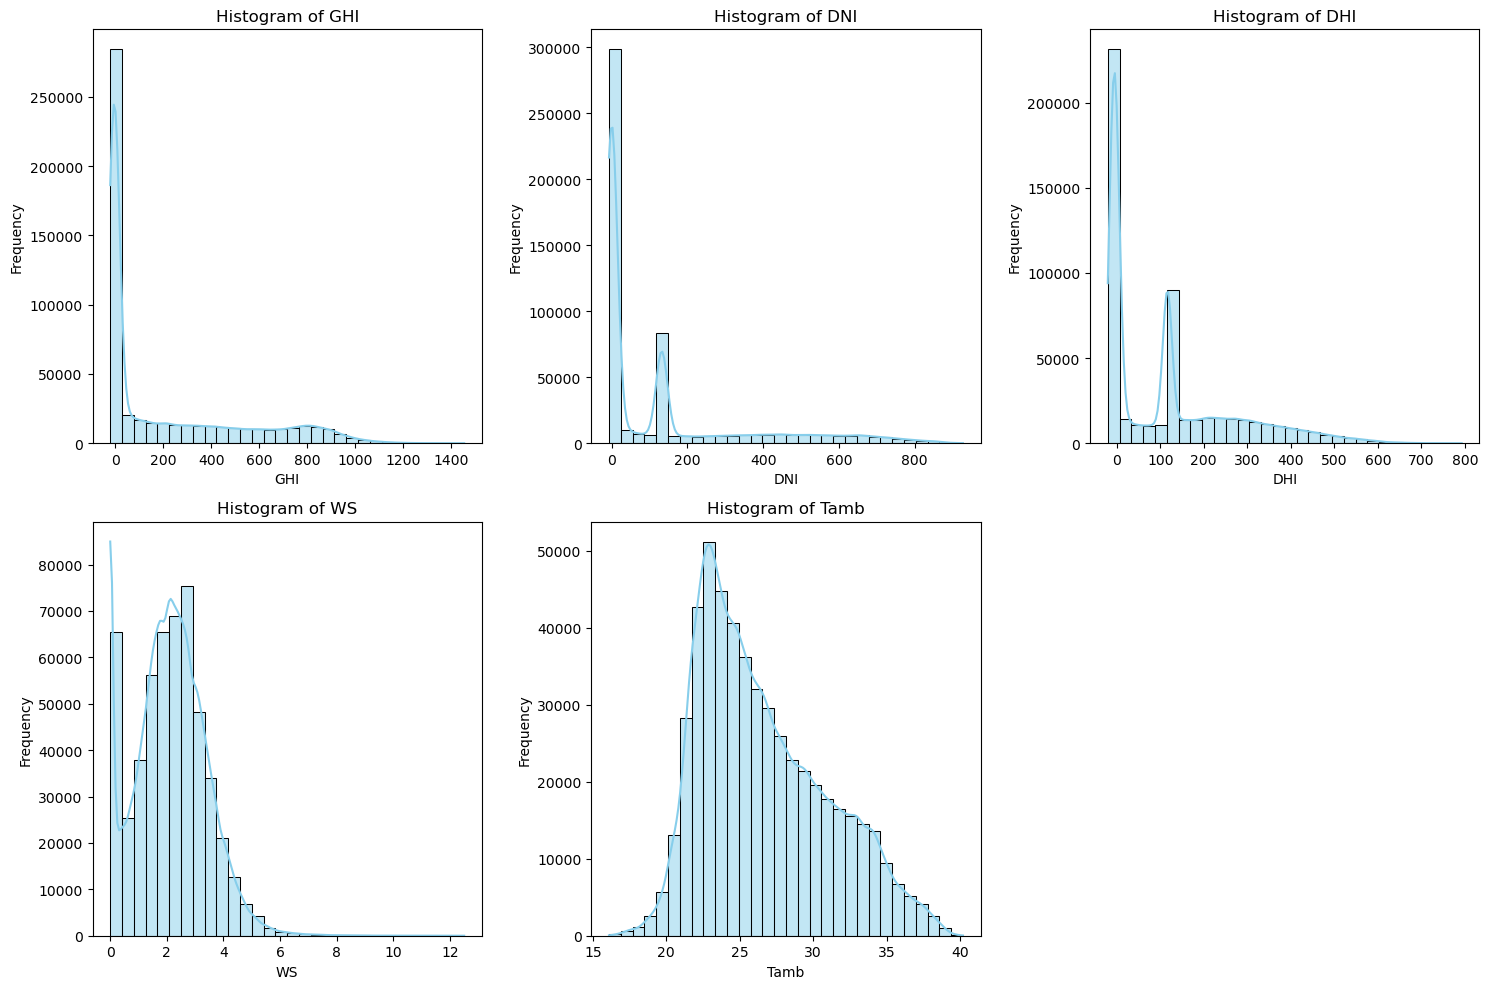 Histogram of GHI
Frequency
250000
200000
150000
100000
50000
0
0 200 400 600 800 1000 1200 1400
GHI
Histogram of DNI
Frequency
300000
250000
200000
150000
100000
50000
0
0 200 400 600 800
DNI
Histogram of DHI
Frequency
200000
150000
100000
50000
0
0 100 200 300 400 500 600 700 800
DHI
Histogram of WS
Frequency
80000
70000
60000
50000
40000
30000
20000
10000
0
0 2 4 6 8 10 12
WS
Histogram of Tamb
Frequency
50000
40000
30000
20000
10000
0
15 20 25 30 35 40
Tamb